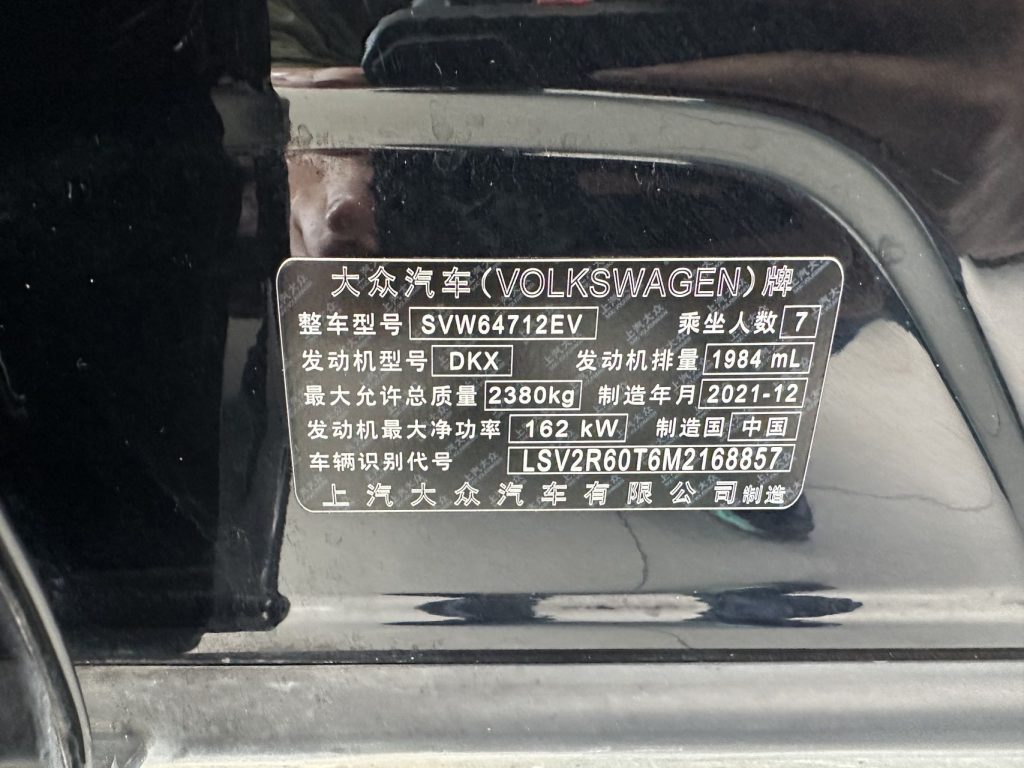 大众汽车(VOLKSWAGEN)牌
整车型号 SVW64712EV 乘坐人数 7
发动机型号 DKX 发动机排量 1984 mL
最大允许总质量 2380kg 制造年月 2021-12
发动机最大净功率 162 kW 制造国 中国
车辆识别代号 LSV2R60T6M2168857
上汽大众汽车有限公司制造